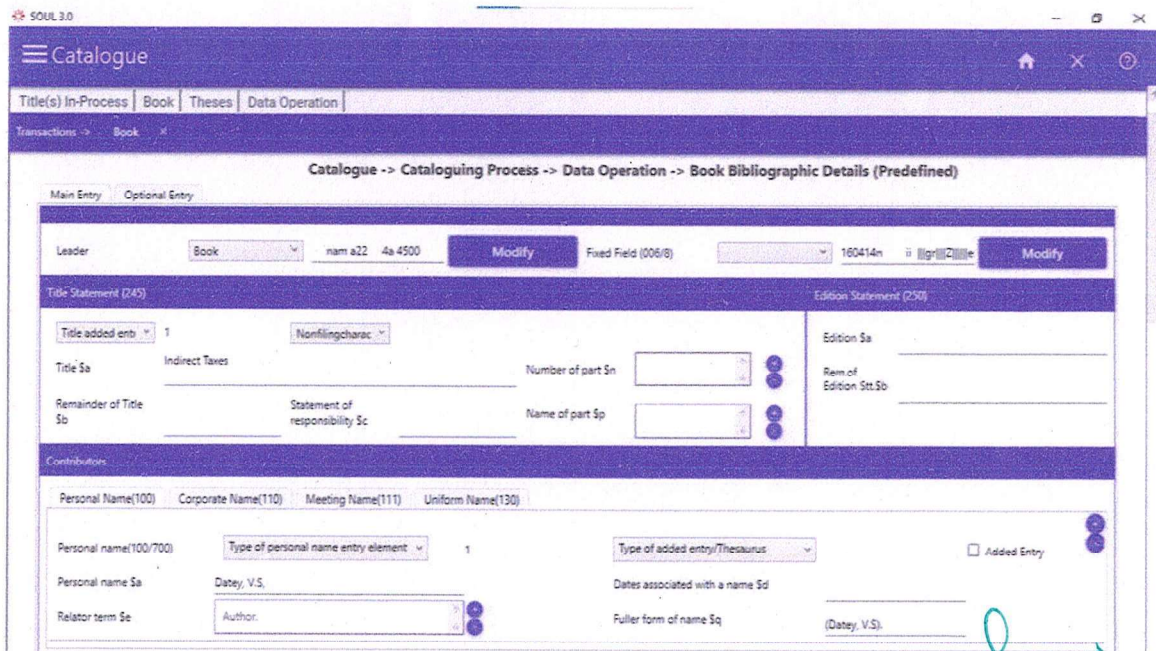 SOUL 3.0
Catalogue
Title(s) In-Process Book Theses Data Operation
Transactions -> Book ×
Catalogue -> Cataloguing Process -> Data Operation -> Book Bibliographic Details (Predefined)
Main Entry Optional Entry
Leader Book nam a22 4a 4500 Modify Fixed Field (006/8) 160414n Modify
Title Statement (245) Edition Statement (250)
Title added entr 1 Nonfilingcharac
Edition $a
Title $a Indirect Taxes Number of part $n
Rem.of
Edition Stt.$b
Remainder of Title
$b
Statement of
responsibility $c
Name of part $p
Contributors
Personal Name(100) Corporate Name(110) Meeting Name(111) Uniform Name(130)
Personal name(100/700) Type of personal name entry element 1 Type of added entry/Thesaurus Added Entry
Personal name $a Datey, V.S, Dates associated with a name $d
Relator term $e Author. Fuller form of name $q (Datey, V.S).